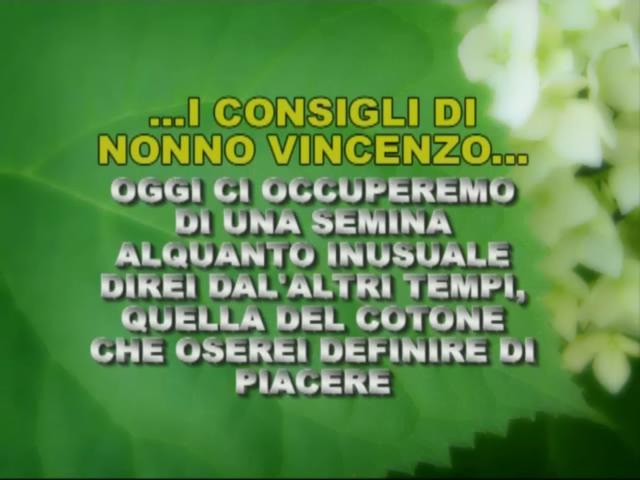 ...I CONSIGLI DI
NONNO VINCENZO...
OGGI CI OCCUPEREMO
DI UNA SEMINA
ALQUANTO INUSUALE
DIREI DAL'ALTRI TEMPI,
QUELLA DEL COTONE
CHE OSEREI DEFINIRE DI
PIACERE